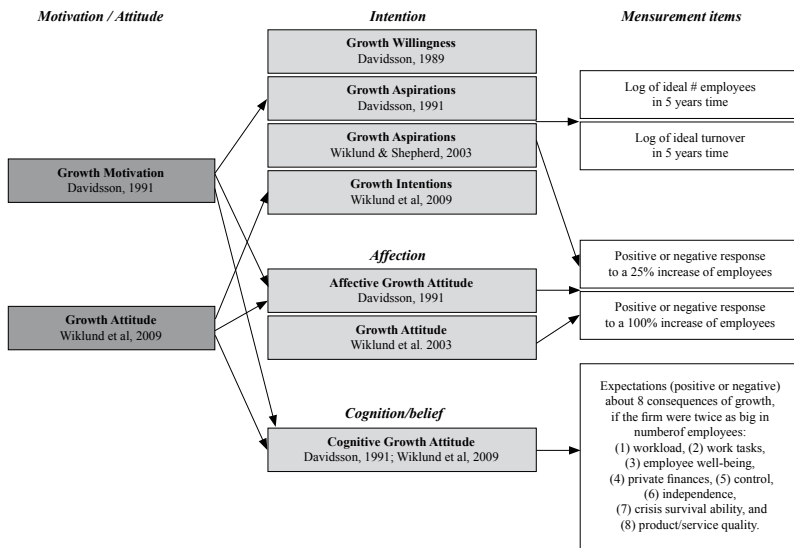 Motivation / Attitude
Intention
Mensurement items
Growth Willingness
Davidsson, 1989
Growth Aspirations
Davidsson, 1991
Growth Aspirations
Wiklund & Shepherd, 2003
Growth Intentions
Wiklund et al, 2009
Log of ideal # employees
in 5 years time
Log of ideal turnover
in 5 years time
Growth Motivation
Davidsson, 1991
Affection
Affective Growth Attitude
Davidsson, 1991
Growth Attitude
Wiklund et al. 2003
Positive or negative response
to a 25% increase of employees
Positive or negative response
to a 100% increase of employees
Growth Attitude
Wiklund et al, 2009
Cognition/belief
Cognitive Growth Attitude
Davidsson, 1991; Wiklund et al, 2009
Expectations (positive or negative)
about 8 consequences of growth,
if the firm were twice as big in
numberof employees:
(1) workload, (2) work tasks,
(3) employee well-being,
(4) private finances, (5) control,
(6) independence,
(7) crisis survival ability, and
(8) product/service quality.